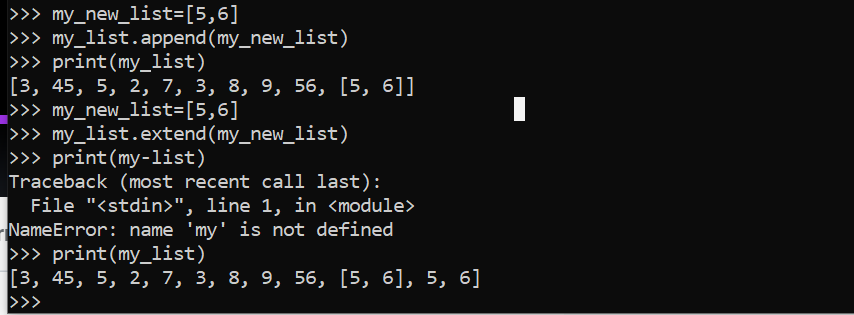 >>> my_new_list=[5,6]
>>> my_list.append(my_new_list)
>>> print(my_list)
[3, 45, 5, 2, 7, 3, 8, 9, 56, [5, 6]]
>>> my_new_list=[5,6]
>>> my_list.extend(my_new_list)
>>> print(my-list)
Traceback (most recent call last):
  File "<stdin>", line 1, in <module>
NameError: name 'my' is not defined
>>> print(my_list)
[3, 45, 5, 2, 7, 3, 8, 9, 56, [5, 6], 5, 6]
>>>